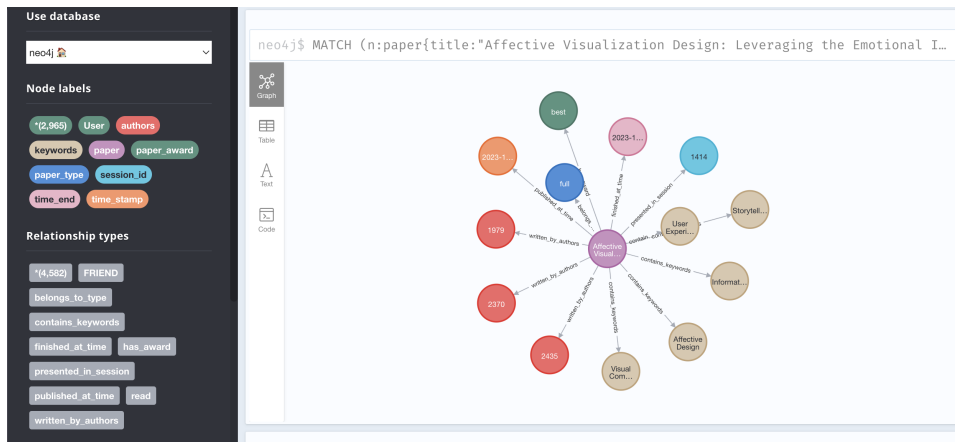 Use database
neo4j
Node labels
*(2,965) User authors
keywords paper paper_award
paper_type session_id
time_end time_stamp
Relationship types
*(4,582) FRIEND
belongs_to_type
contains_keywords
finished_at_time has_award
presented_in_session
published_at_time read
written_by_authors
neo4j$ MATCH (n:paper{title:"Affective Visualization Design: Leveraging the Emotional I…
Graph
Table
Text
Code
best
2023-1…
2023-1…
1414
full
published_at_time
belongs_
finished_at_time
presented_in_session
User
Experi…
Storytell…
1979
written_by_authors
Affective
Visual…
contains_keywords
Informat…
2370
written_by_authors
written_by_authors
contains_keywords
contains_keywords
2435
Affective
Design
Visual
Com…